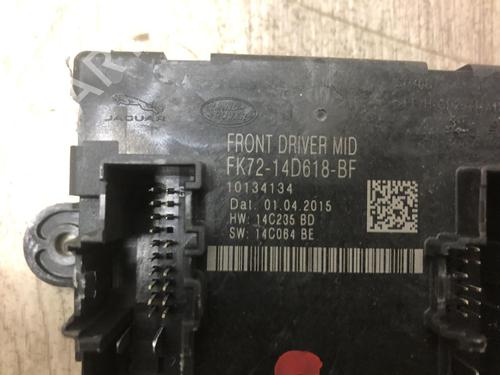 JAGUAR
LAND ROVER
FRONT DRIVER MID
FK72-14D618-BF
10134134
Dat. 01.04.2015
HW: 14C235 BD
SW: 14C064 BE